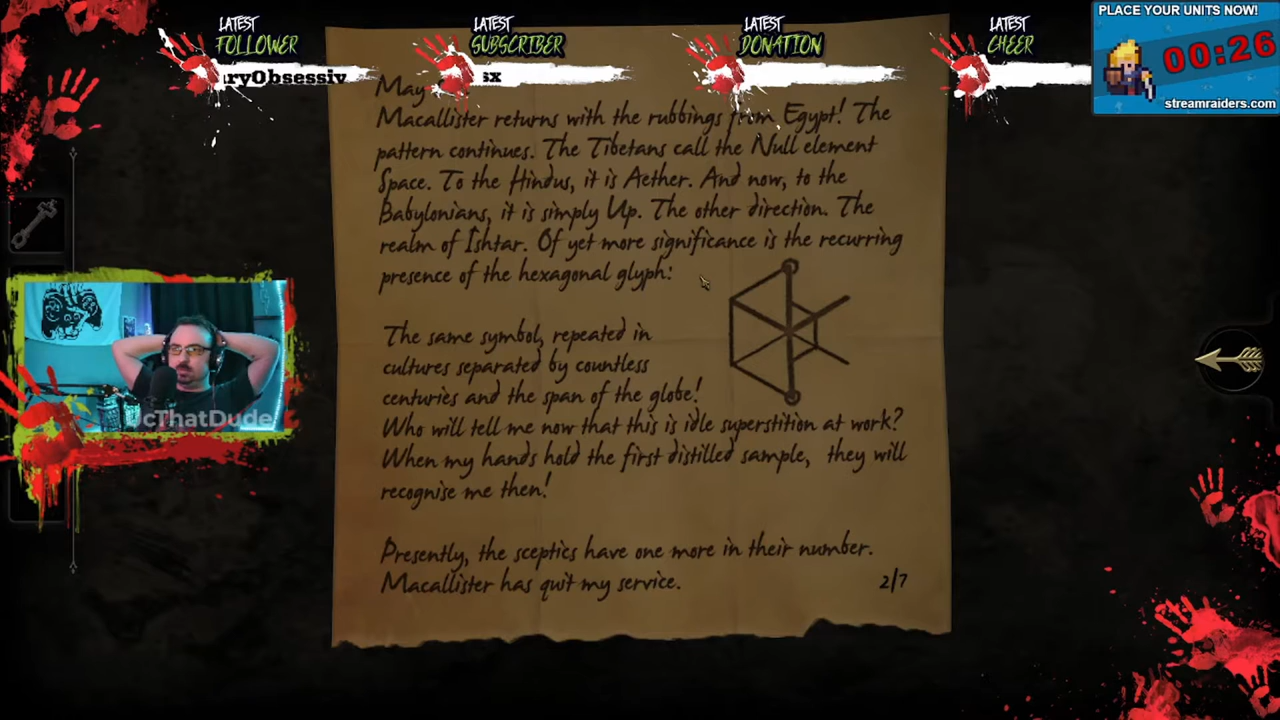 LATEST
FOLLOWER
LATEST
SUBSCRIBER
LATEST
DONATION
LATEST
CHEER
PLACE YOUR UNITS NOW!
00:26
streamraiders.com
ryObsessiv
sx
May
Macallister returns with the rubbings from Egypt! The
pattern continues. The Tibetans call the Null element
Space. To the Hindus, it is Aether. And now, to the
Babylonians, it is simply Up. The other direction. The
realm of Ishtar. Of yet more significance is the recurring
presence of the hexagonal glyph:
The same symbol, repeated in
cultures separated by countless
centuries and the span of the globe!
Who will tell me now that this is idle superstition at work?
When my hands hold the first distilled sample, they will
recognise me then!
Presently, the sceptics have one more in their number.
Macallister has quit my service.
2/7
JcThatDude